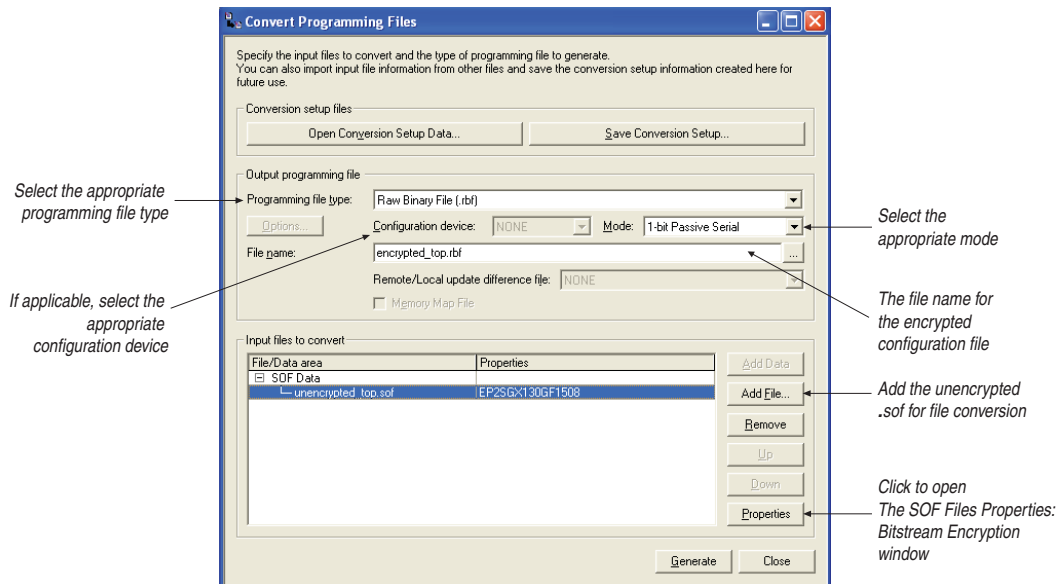 Convert Programming Files
Specify the input files to convert and the type of programming file to generate.
You can also import input file information from other files and save the conversion setup information created here for
future use.
Conversion setup files
Open Conversion Setup Data...
Save Conversion Setup...
Output programming file
Programming file type:
Raw Binary File (.rbf)
Options...
Configuration device:
NONE
Mode:
1-bit Passive Serial
File name:
encrypted_top.rbf
...
Remote/Local update difference file:
NONE
Memory Map File
Input files to convert
File/Data area
Properties
SOF Data
unencrypted_top.sof
EP2SGX130GF1508
Add Data
Add File...
Remove
Up
Down
Properties
Generate
Close
Select the appropriate
programming file type
If applicable, select the
appropriate
configuration device
Select the
appropriate mode
The file name for
the encrypted
configuration file
Add the unencrypted
.sof for file conversion
Click to open
The SOF Files Properties:
Bitstream Encryption
window